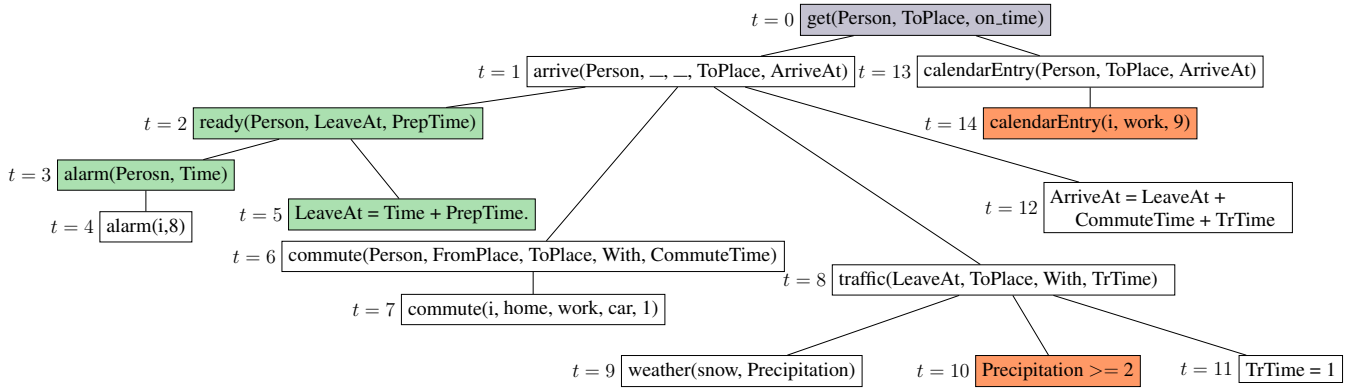 t = 0 get(Person, ToPlace, on_time)
t = 1 arrive(Person, _, _, ToPlace, ArriveAt)
t = 13 calendarEntry(Person, ToPlace, ArriveAt)
t = 2 ready(Person, LeaveAt, PrepTime)
t = 14 calendarEntry(i, work, 9)
t = 3 alarm(Perosn, Time)
t = 4 alarm(i,8)
t = 5 LeaveAt = Time + PrepTime.
t = 12 ArriveAt = LeaveAt +
CommuteTime + TrTime
t = 6 commute(Person, FromPlace, ToPlace, With, CommuteTime)
t = 8 traffic(LeaveAt, ToPlace, With, TrTime)
t = 7 commute(i, home, work, car, 1)
t = 9 weather(snow, Precipitation)
t = 10 Precipitation >= 2
t = 11 TrTime = 1